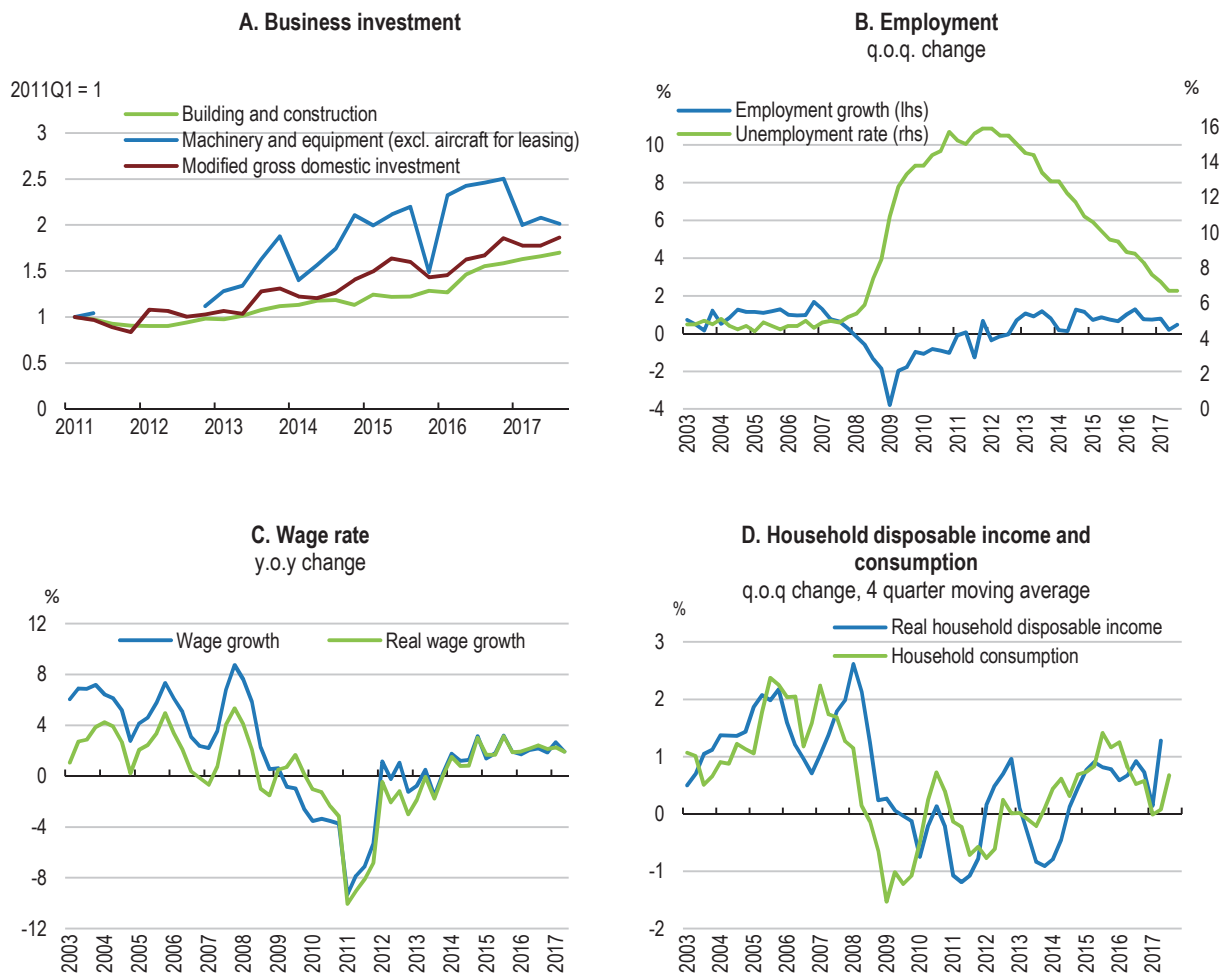 A. Business investment
2011Q1 = 1
Building and construction
Machinery and equipment (excl. aircraft for leasing)
Modified gross domestic investment
3
2.5
2
1.5
1
0.5
0
2011 2012 2013 2014 2015 2016 2017
B. Employment
q.o.q. change
% %
Employment growth (lhs)
Unemployment rate (rhs)
10
8
6
4
2
0
-2
-4
16
14
12
10
8
6
4
2
0
2003 2004 2005 2006 2007 2008 2009 2010 2011 2012 2013 2014 2015 2016 2017
C. Wage rate
y.o.y change
%
Wage growth Real wage growth
12
8
4
0
-4
-8
-12
2003 2004 2005 2006 2007 2008 2009 2010 2011 2012 2013 2014 2015 2016 2017
D. Household disposable income and
consumption
q.o.q change, 4 quarter moving average
%
Real household disposable income
Household consumption
3
2
1
0
-1
-2
2003 2004 2005 2006 2007 2008 2009 2010 2011 2012 2013 2014 2015 2016 2017